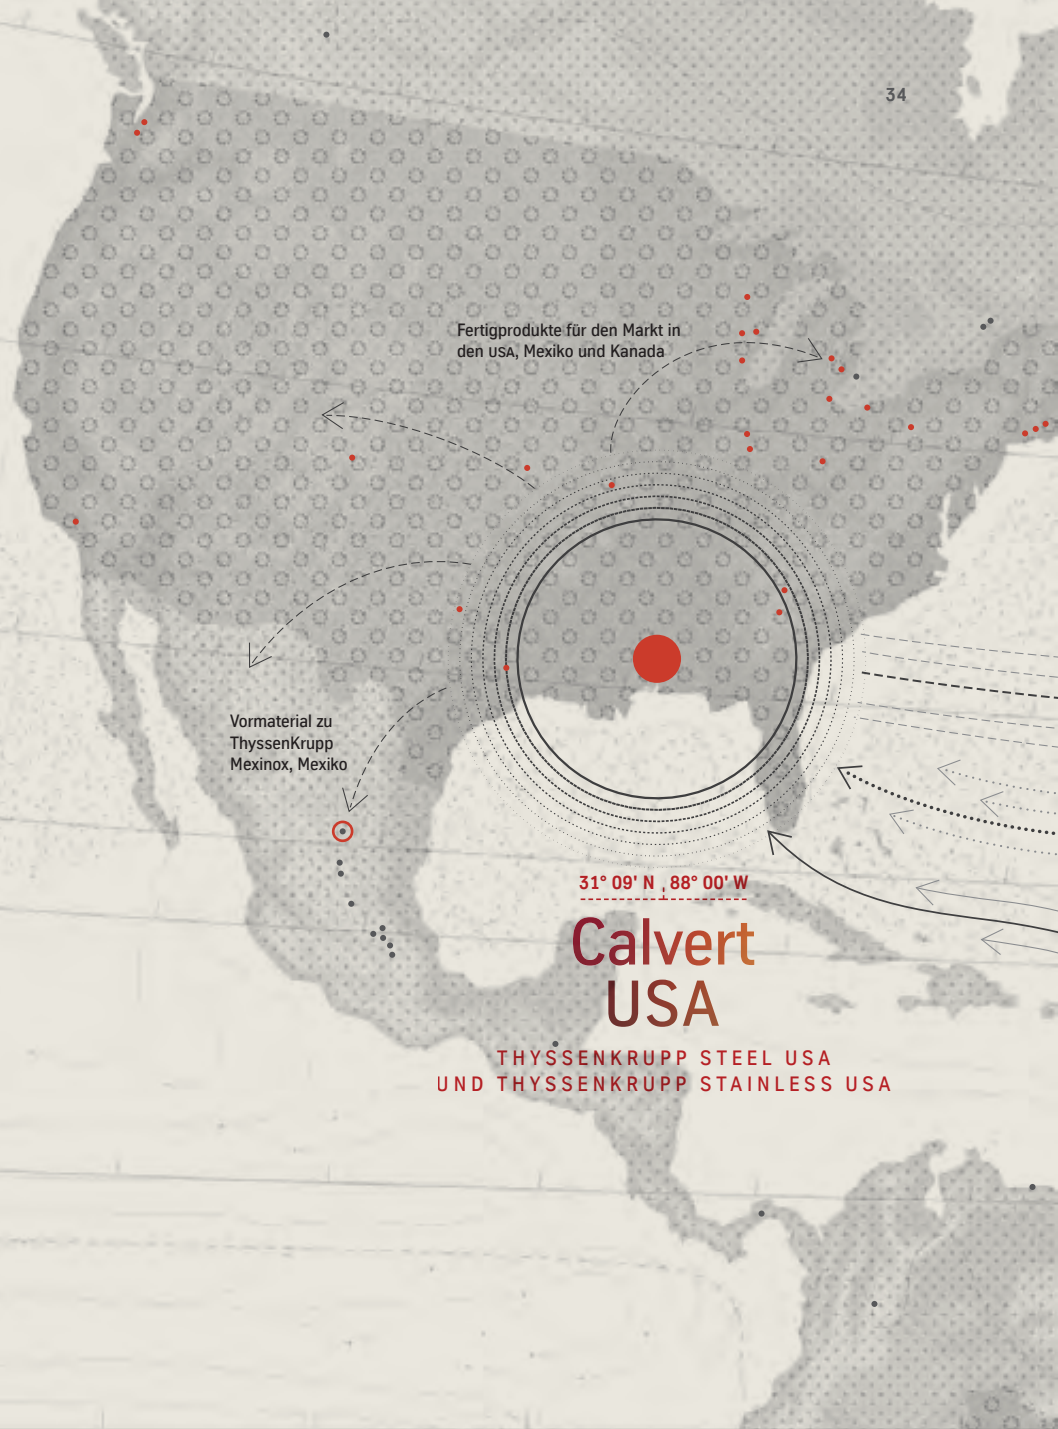 34
Fertigprodukte für den Markt in
den USA, Mexiko und Kanada
Vormaterial zu
ThyssenKrupp
Mexinox, Mexiko
31° 09' N , 88° 00' W
Calvert
USA
THYSSENKRUPP STEEL USA
UND THYSSENKRUPP STAINLESS USA